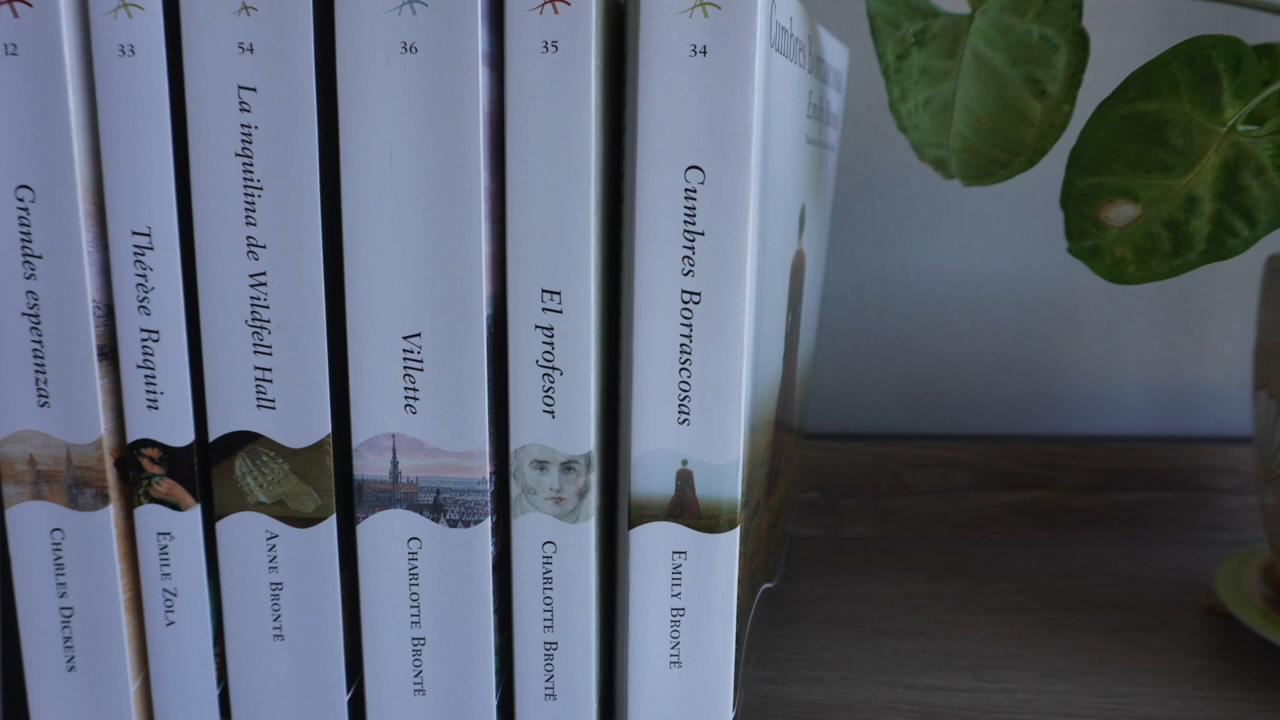 12
Grandes esperanzas
CHARLES DICKENS
33
Thérèse Raquin
ÉMILE ZOLA
54
La inquilina de Wildfell Hall
ANNE BRONTË
36
Villette
CHARLOTTE BRONTË
35
El profesor
CHARLOTTE BRONTË
34
Cumbres Borrascosas
EMILY BRONTË
Cumbres